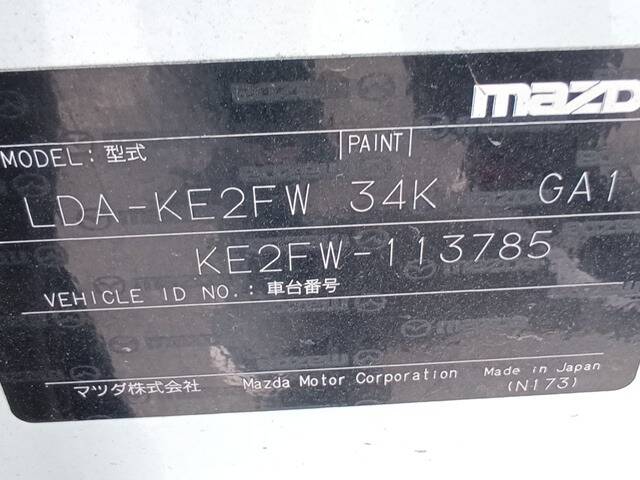 mazd
MODEL: 型式 |PAINT|
LDA-KE2FW 34K GA1
KE2FW-113785
VEHICLE ID NO.: 車台番号
マツダ株式会社 Mazda Motor Corporation Made in Japan
(N173)